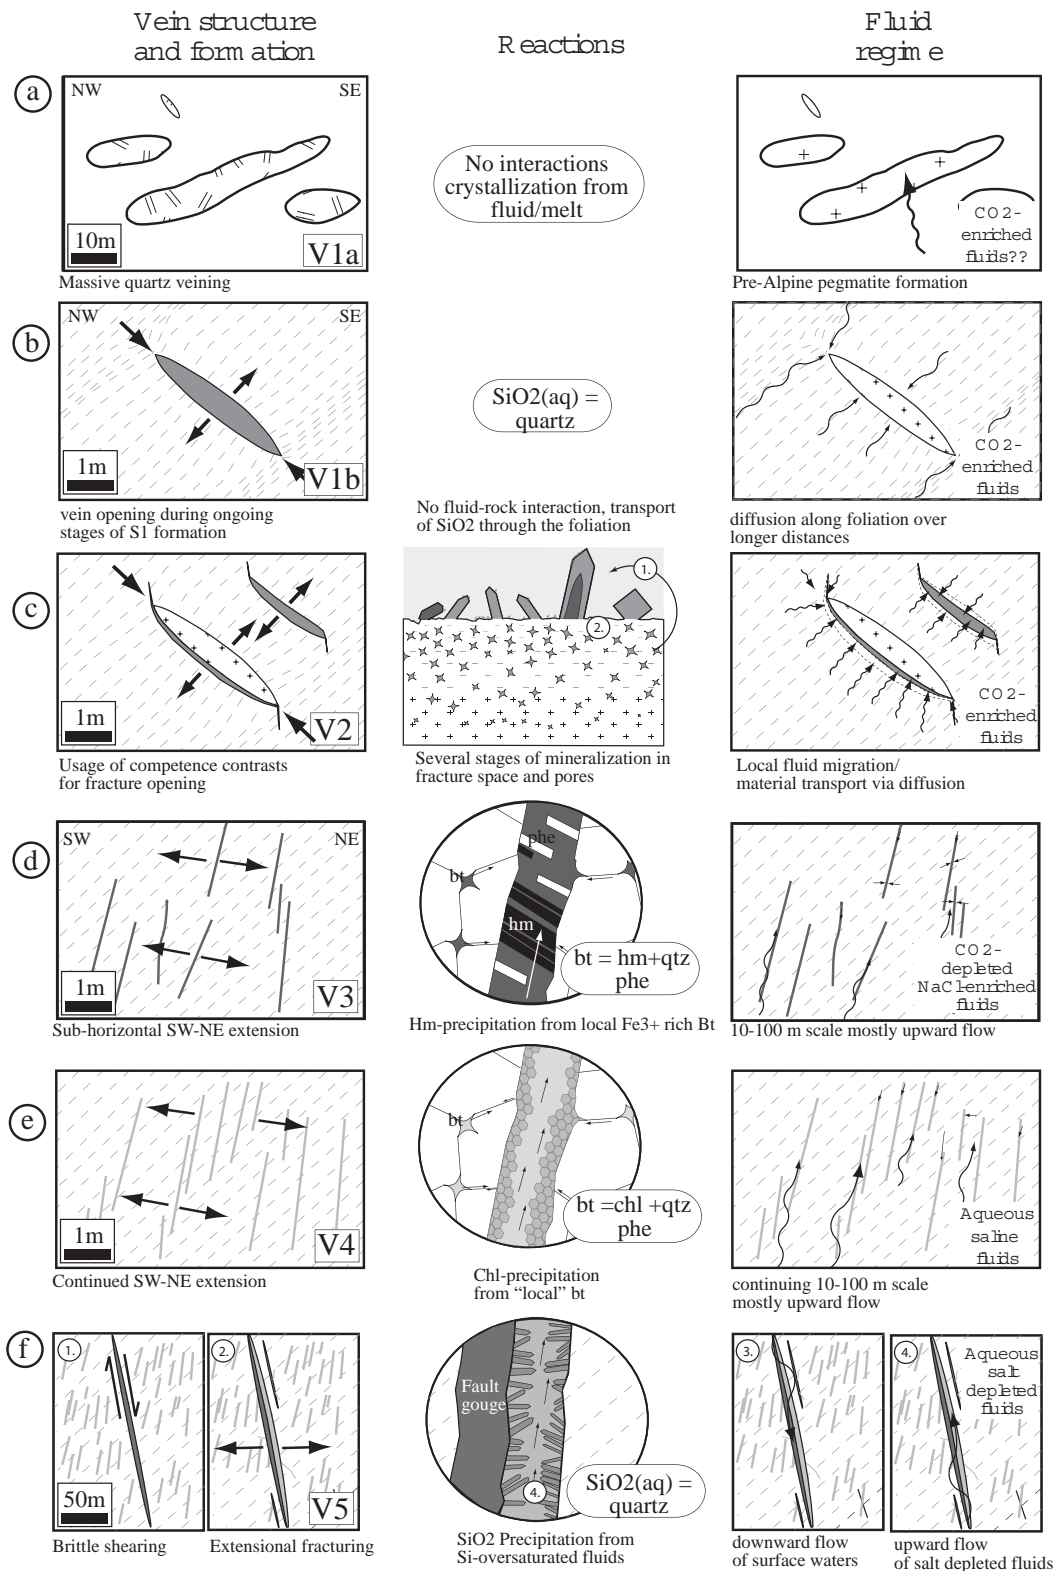 Vein structure
and formation
Reactions
Fluid
regime
a
NW
SE
10m
V1a
Massive quartz veining
No interactions
crystallization from
fluid/melt
CO2-
enriched
fluids??
Pre-Alpine pegmatite formation
b
NW
SE
1m
V1b
vein opening during ongoing
stages of S1 formation
SiO2(aq) =
quartz
No fluid-rock interaction, transport
of SiO2 through the foliation
CO2-
enriched
fluids
diffusion along foliation over
longer distances
c
1m
V2
Usage of competence contrasts
for fracture opening
1.
2.
Several stages of mineralization in
fracture space and pores
CO2-
enriched
fluids
Local fluid migration/
material transport via diffusion
d
SW
NE
1m
V3
Sub-horizontal SW-NE extension
phe
bt
hm
bt = hm+qtz
phe
Hm-precipitation from local Fe3+ rich Bt
CO2-
depleted
NaCl-enriched
fluids
10-100 m scale mostly upward flow
e
1m
V4
Continued SW-NE extension
bt
bt =chl +qtz
phe
Chl-precipitation
from “local” bt
Aqueous
saline
fluids
continuing 10-100 m scale
mostly upward flow
f
1.
50m
Brittle shearing
2.
V5
Extensional fracturing
Fault
gouge
4.
SiO2(aq) =
quartz
SiO2 Precipitation from
Si-oversaturated fluids
3.
downward flow
of surface waters
4.
Aqueous
salt
depleted
fluids
upward flow
of salt depleted fluids